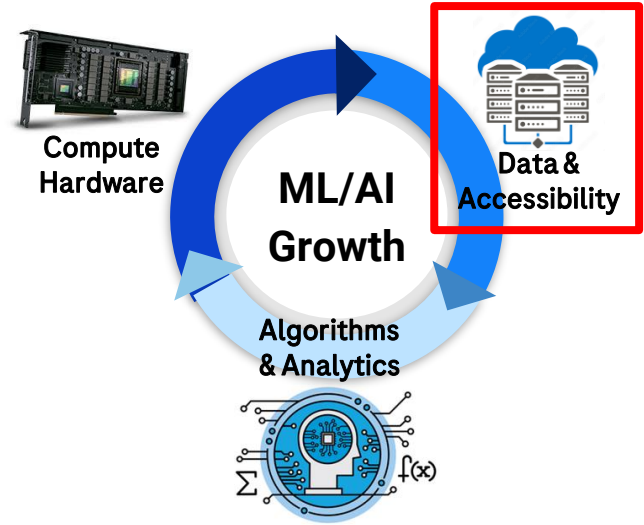 Compute
Hardware
Data &
Accessibility
ML/AI
Growth
Algorithms
& Analytics
Σ
f(x)